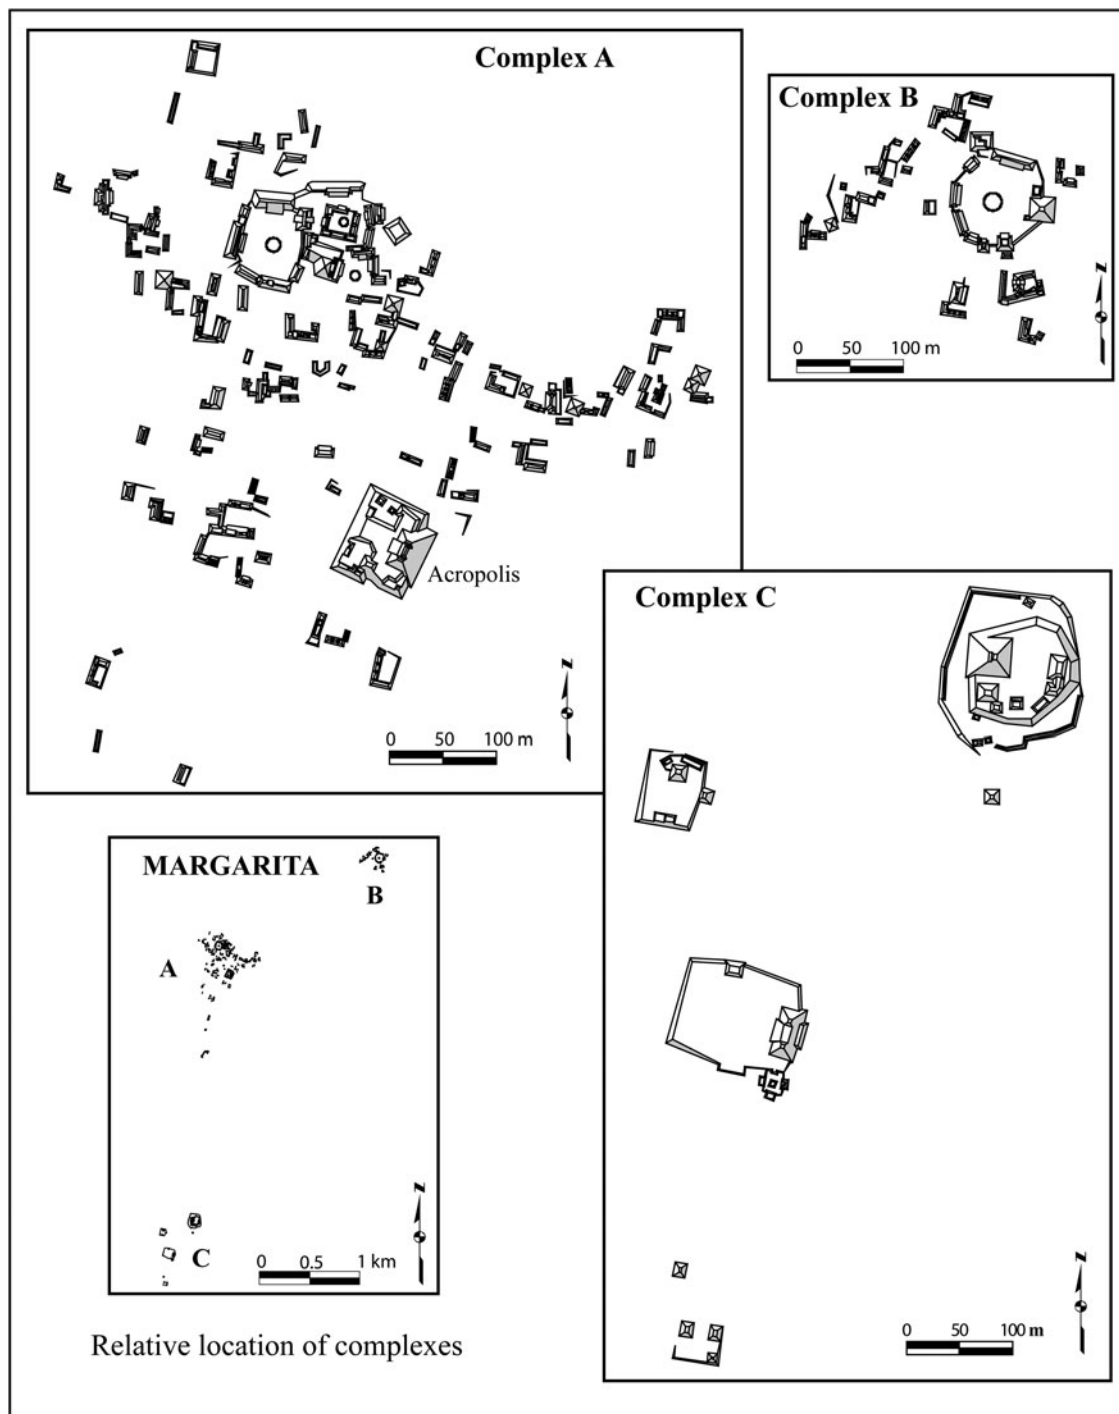 Complex A
Acropolis
N
0 50 100 m
Complex B
N
0 50 100 m
Complex C
N
0 50 100 m
MARGARITA
B
A
C
N
0 0.5 1 km
Relative location of complexes